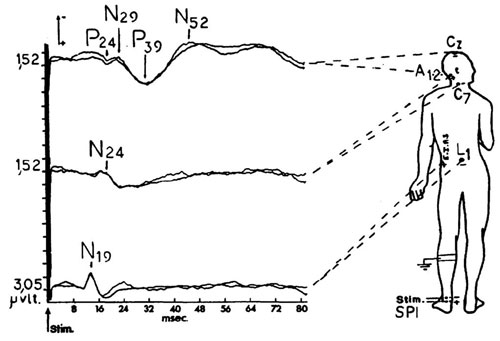 N29 N52
P24 P39 Cz
1,52 A12
C7
N24 L1
1,52
N19
3,05
μvlt.
8 16 24 32 40 48 56 64 72 80
msec.
Stim.
Stim.
SPI